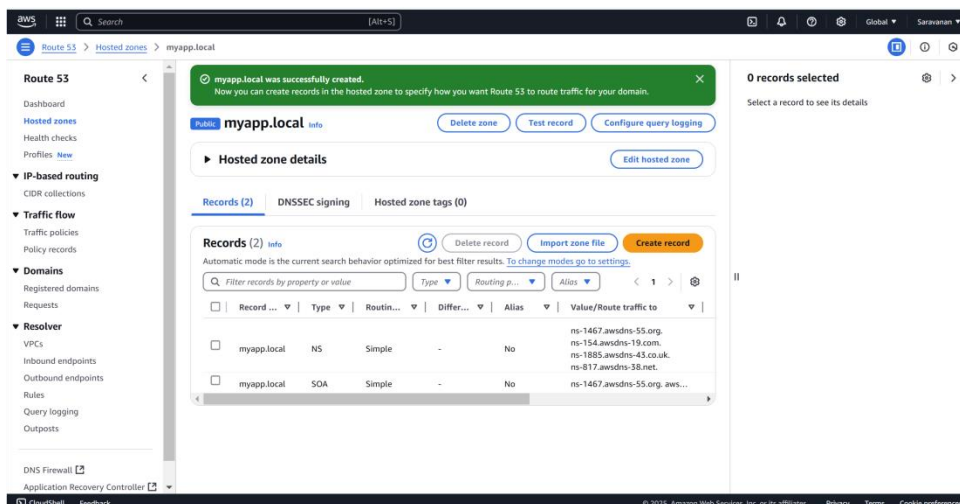 aws
Search [Alt+S] Global Saravanan
Route 53 > Hosted zones > myapp.local
Route 53
Dashboard
Hosted zones
Health checks
Profiles New
IP-based routing
CIDR collections
Traffic flow
Traffic policies
Policy records
Domains
Registered domains
Requests
Resolver
VPCs
Inbound endpoints
Outbound endpoints
Rules
Query logging
Outposts
DNS Firewall
Application Recovery Controller
myapp.local was successfully created.
Now you can create records in the hosted zone to specify how you want Route 53 to route traffic for your domain.
Public myapp.local Info Delete zone Test record Configure query logging
Hosted zone details Edit hosted zone
Records (2) DNSSEC signing Hosted zone tags (0)
Records (2) Info Delete record Import zone file Create record
Automatic mode is the current search behavior optimized for best filter results. To change modes go to settings.
Filter records by property or value Type Routing p... Alias 1
Record ... Type Routin... Differ... Alias Value/Route traffic to
ns-1467.awsdns-55.org.
ns-154.awsdns-19.com.
myapp.local NS Simple - No
ns-1885.awsdns-43.co.uk.
ns-817.awsdns-38.net.
myapp.local SOA Simple - No ns-1467.awsdns-55.org. aws...
0 records selected
Select a record to see its details
CloudShell Feedback © 2025, Amazon Web Services, Inc. or its affiliates. Privacy Terms Cookie preferences